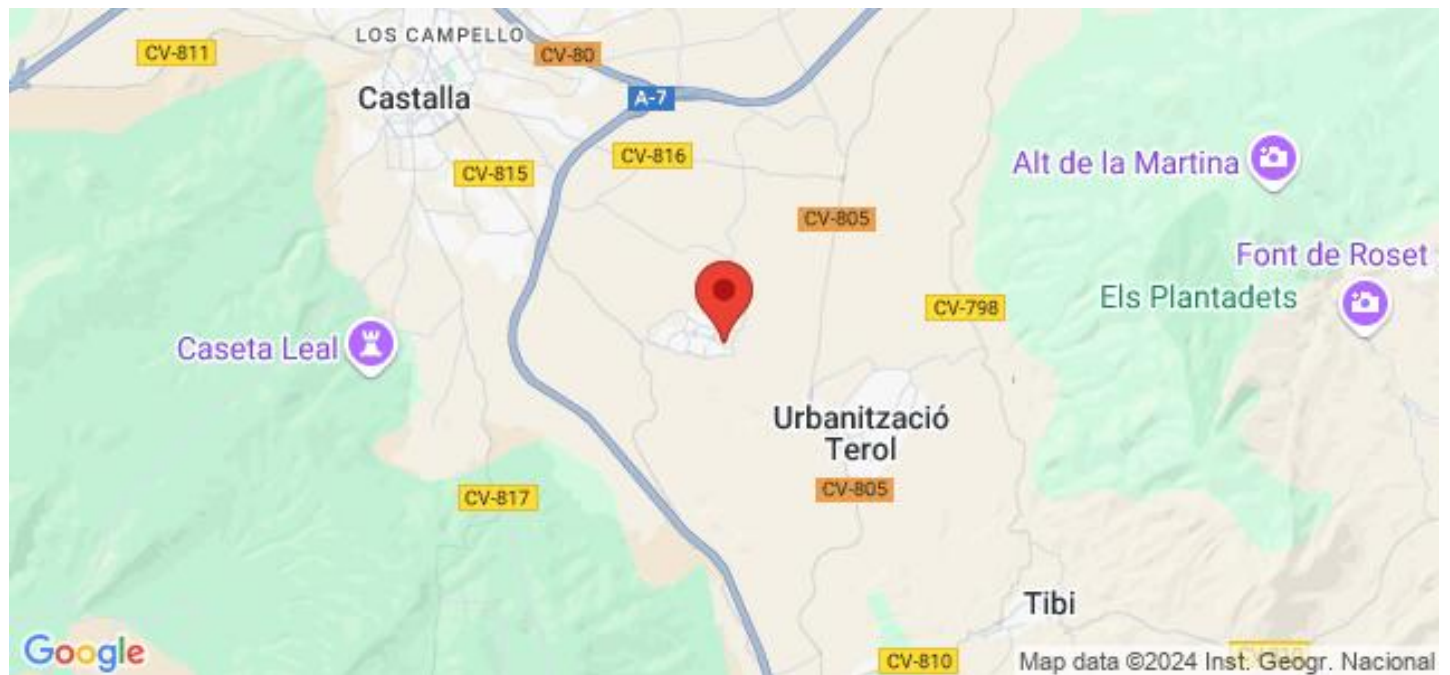 LOS CAMPELLO
CV-811
CV-80
Castalla
A-7
CV-816
CV-815
Alt de la Martina
CV-805
Font de Roset
Els Plantadets
CV-798
Caseta Leal
Urbanització
Terol
CV-805
CV-817
Tibi
Google
CV-810
Map data ©2024 Inst. Geogr. Nacional